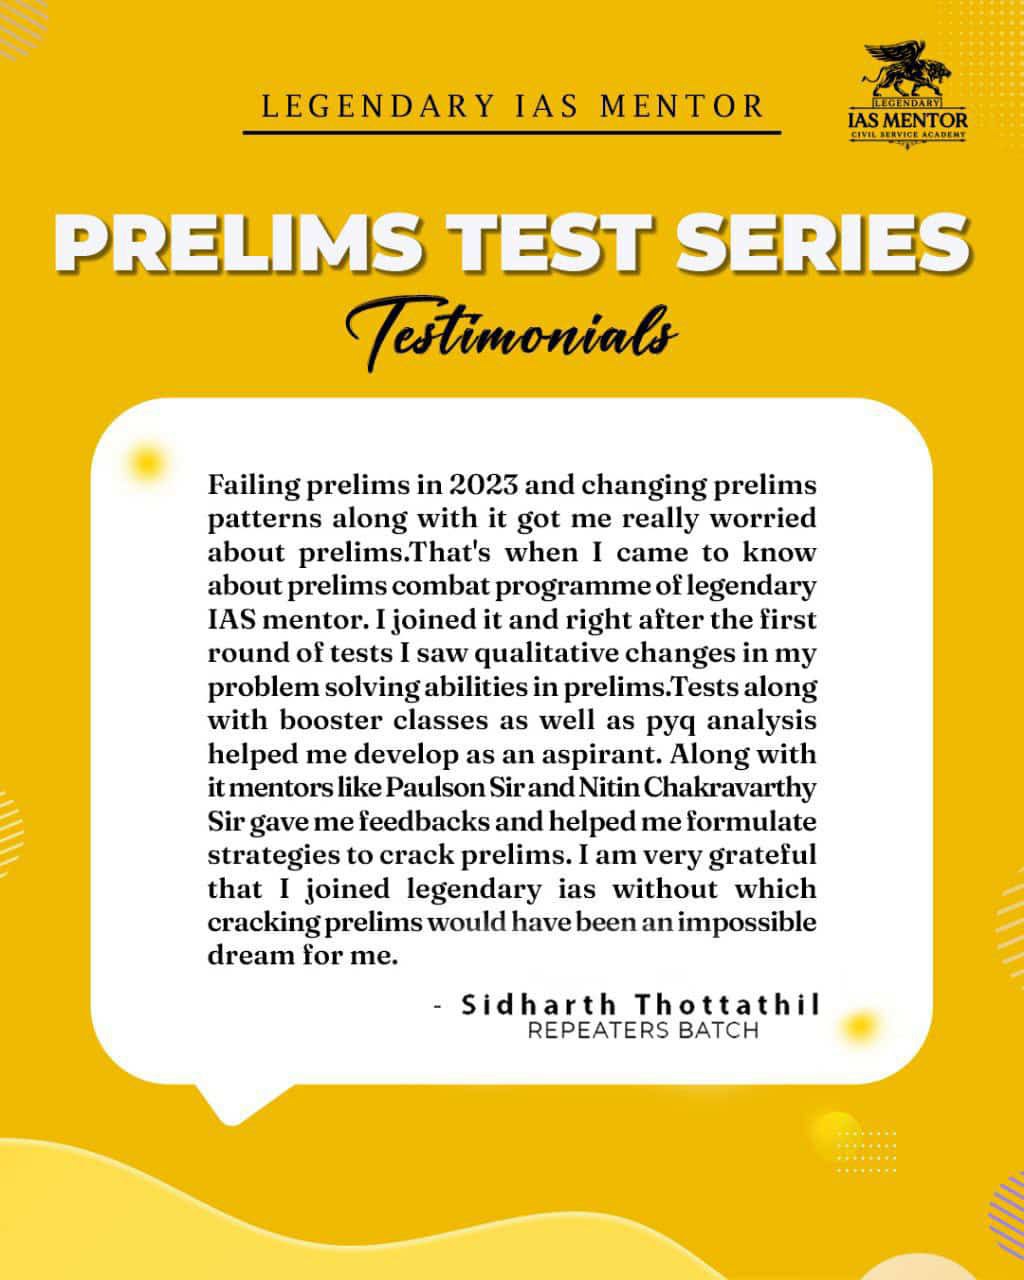 LEGENDARY IAS MENTOR
LEGENDARY
IAS MENTOR
CIVIL SERVICE ACADEMY
PRELIMS TEST SERIES
Testimonials
Failing prelims in 2023 and changing prelims
patterns along with it got me really worried
about prelims.That's when I came to know
about prelims combat programme of legendary
IAS mentor. I joined it and right after the first
round of tests I saw qualitative changes in my
problem solving abilities in prelims.Tests along
with booster classes as well as pyq analysis
helped me develop as an aspirant. Along with
it mentors like Paulson Sir and Nitin Chakravarthy
Sir gave me feedbacks and helped me formulate
strategies to crack prelims. I am very grateful
that I joined legendary ias without which
cracking prelims would have been an impossible
dream for me.
- Sidharth Thottathil
REPEATERS BATCH